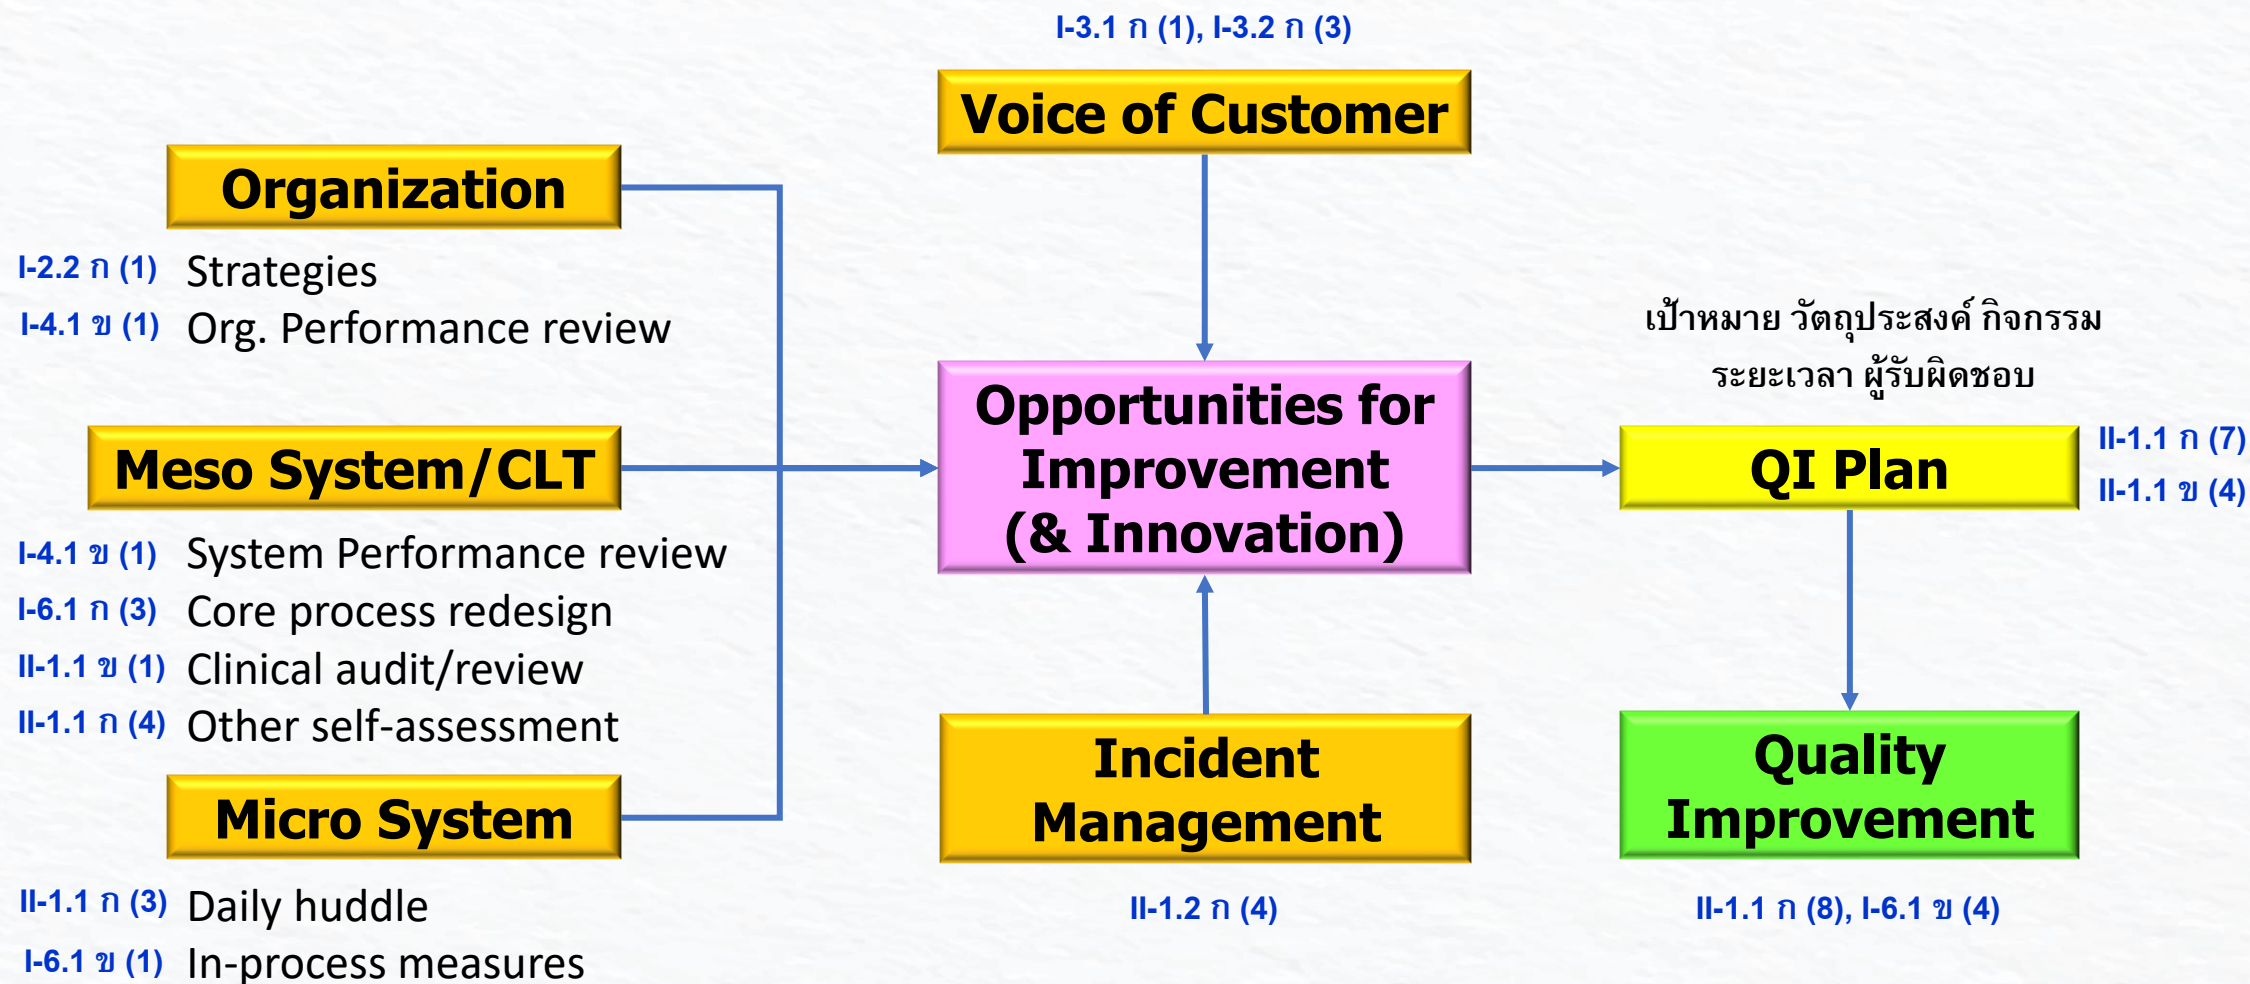 I-3.1 ก (1), I-3.2 ก (3)
Voice of Customer
Organization
I-2.2 ก (1) Strategies
I-4.1 ข (1) Org. Performance review
Meso System/CLT
I-4.1 ข (1) System Performance review
I-6.1 ก (3) Core process redesign
II-1.1 ข (1) Clinical audit/review
II-1.1 ก (4) Other self-assessment
Micro System
II-1.1 ก (3) Daily huddle
I-6.1 ข (1) In-process measures
Opportunities for
Improvement
(& Innovation)
Incident
Management
II-1.2 ก (4)
เป้าหมาย วัตถุประสงค์ กิจกรรม
ระยะเวลา ผู้รับผิดชอบ
QI Plan
II-1.1 ก (7)
II-1.1 ข (4)
Quality
Improvement
II-1.1 ก (8), I-6.1 ข (4)